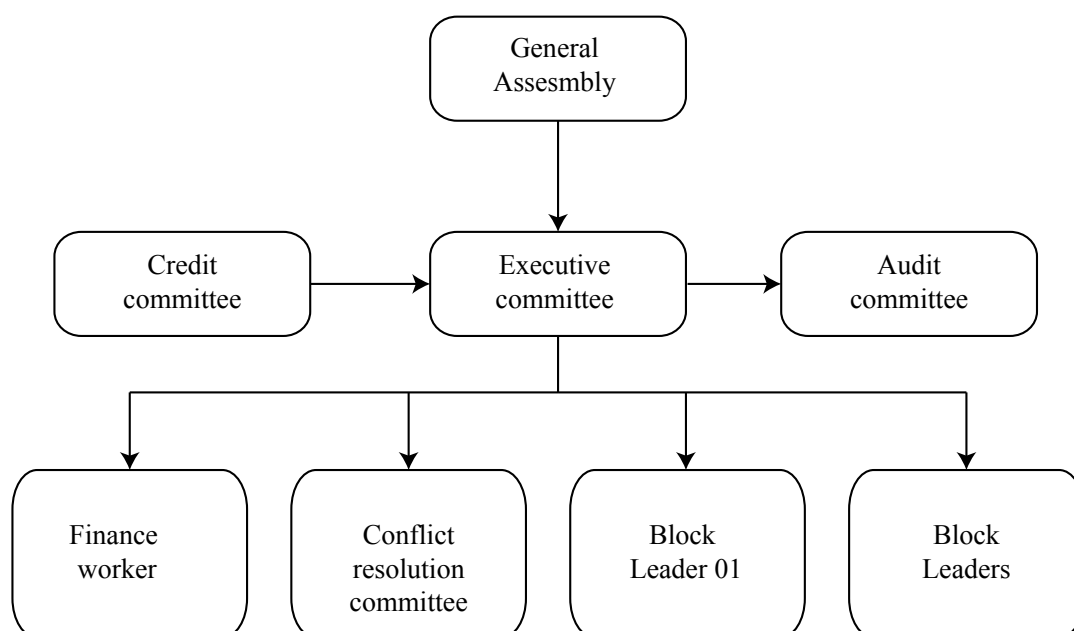 General
Assesmbly
Credit
committee
Executive
committee
Audit
committee
Finance
worker
Conflict
resolution
committee
Block
Leader 01
Block
Leaders